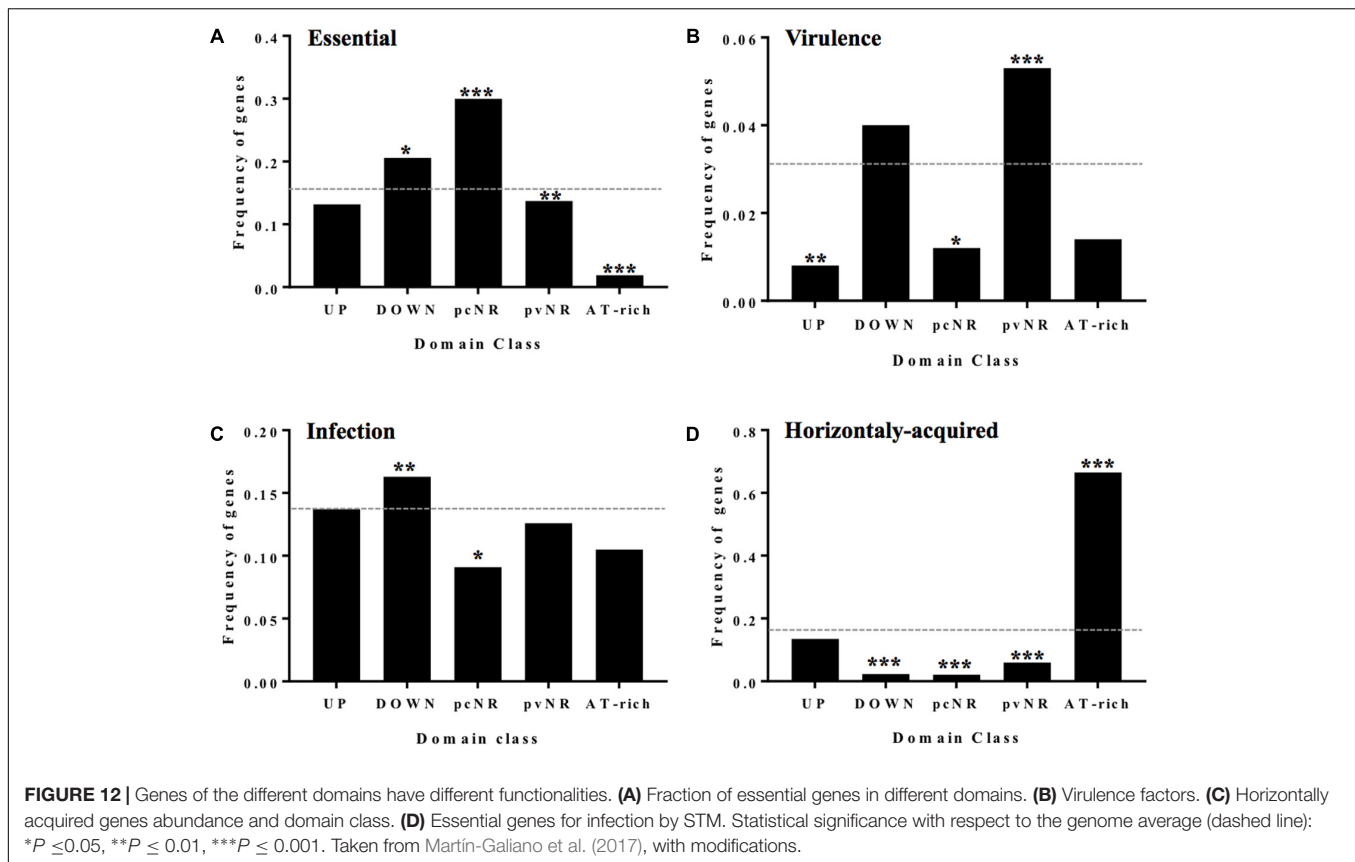 A
Essential
Frequency of genes
0.4
0.3
0.2
0.1
0.0
*
***
**
***
UP DOWN pcNR pvNR AT-rich
Domain Class
B
Virulence
Frequency of genes
0.06
0.04
0.02
0.00
**
*
***
UP DOWN pcNR pvNR AT-rich
Domain Class
C
Infection
Frequency of genes
0.20
0.15
0.10
0.05
0.00
**
*
UP DOWN pcNR pvNR AT-rich
Domain class
D
Horizontaly-acquired
Frequency of genes
0.8
0.6
0.4
0.2
0.0
***
***
***
***
UP DOWN pcNR pvNR AT-rich
Domain Class
FIGURE 12 | Genes of the different domains have different functionalities. (A) Fraction of essential genes in different domains. (B) Virulence factors. (C) Horizontally
acquired genes abundance and domain class. (D) Essential genes for infection by STM. Statistical significance with respect to the genome average (dashed line):
*P ≤0.05, **P ≤ 0.01, ***P ≤ 0.001. Taken from Martín-Galiano et al. (2017), with modifications.